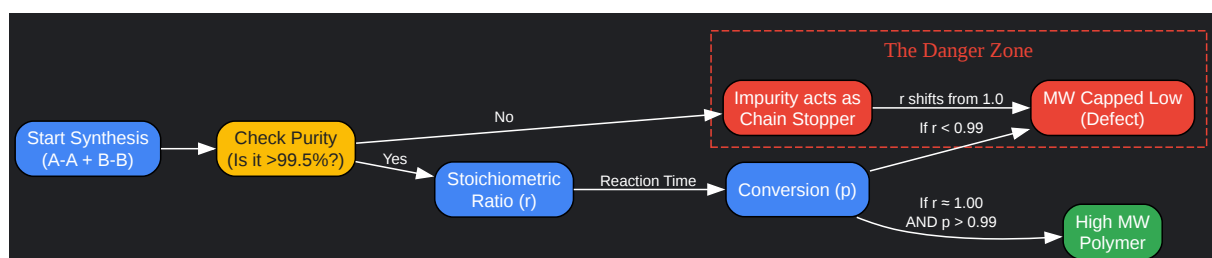 The Danger Zone
Start Synthesis
(A-A + B-B)
Check Purity
(Is it >99.5%?)
No
Yes
Impurity acts as
Chain Stopper
r shifts from 1.0
MW Capped Low
(Defect)
Stoichiometric
Ratio (r)
Reaction Time
Conversion (p)
If r < 0.99
If r ≈ 1.00
AND p > 0.99
High MW
Polymer